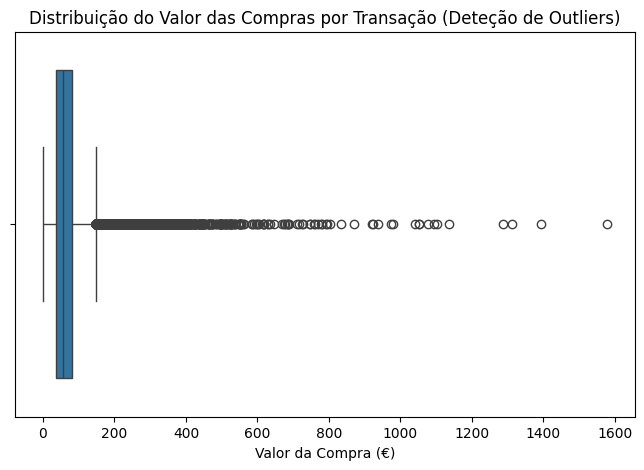 Distribuição do Valor das Compras por Transação (Deteção de Outliers)
0 200 400 600 800 1000 1200 1400 1600
Valor da Compra (€)